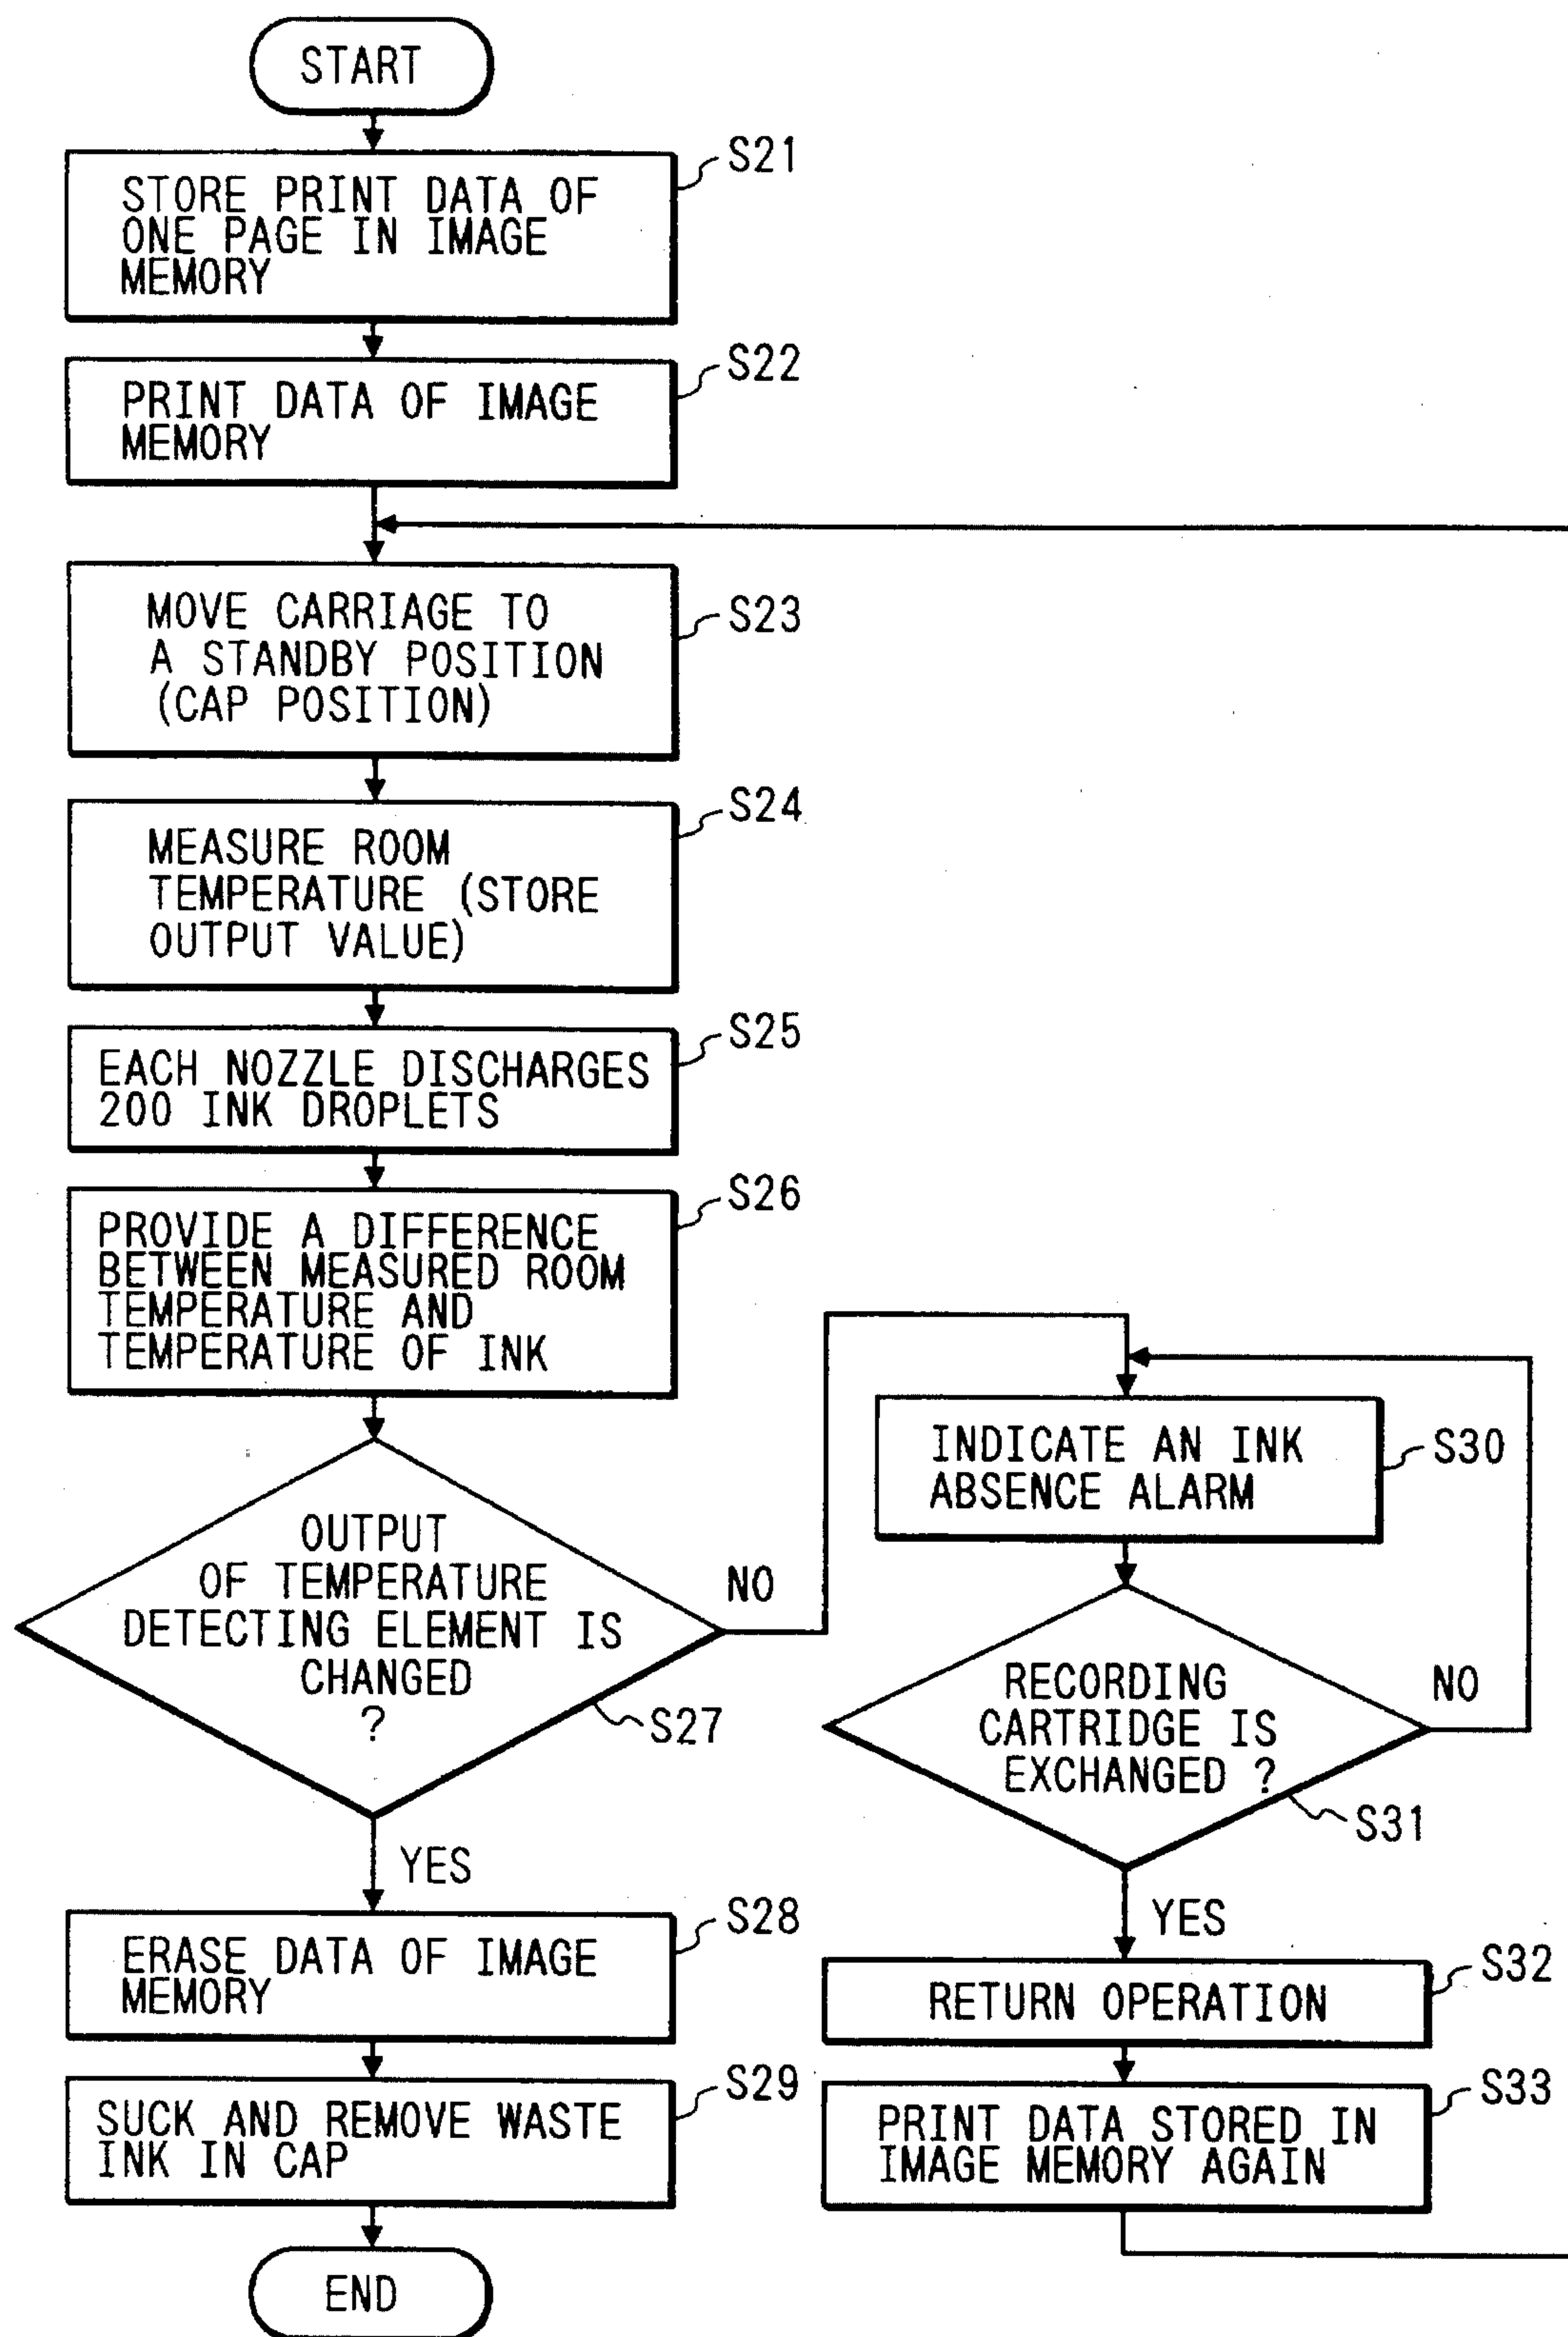 START
S21
STORE PRINT DATA OF
ONE PAGE IN IMAGE
MEMORY
S22
PRINT DATA OF IMAGE
MEMORY
S23
MOVE CARRIAGE TO
A STANDBY POSITION
(CAP POSITION)
S24
MEASURE ROOM
TEMPERATURE (STORE
OUTPUT VALUE)
S25
EACH NOZZLE DISCHARGES
200 INK DROPLETS
S26
PROVIDE A DIFFERENCE
BETWEEN MEASURED ROOM
TEMPERATURE AND
TEMPERATURE OF INK
OUTPUT
OF TEMPERATURE
DETECTING ELEMENT IS
CHANGED
?
S27
NO
YES
S28
ERASE DATA OF IMAGE
MEMORY
S29
SUCK AND REMOVE WASTE
INK IN CAP
END
S30
INDICATE AN INK
ABSENCE ALARM
RECORDING
CARTRIDGE IS
EXCHANGED ?
S31
NO
YES
S32
RETURN OPERATION
S33
PRINT DATA STORED IN
IMAGE MEMORY AGAIN